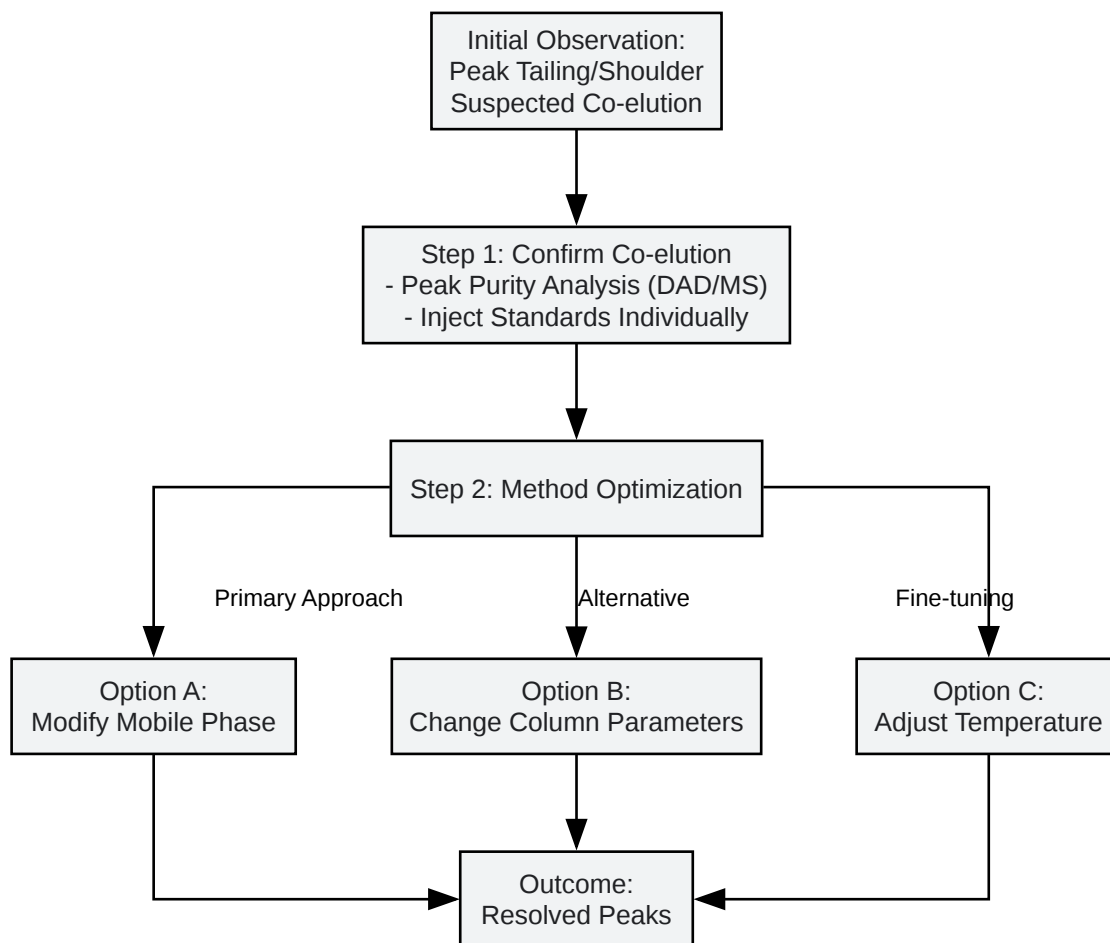 Initial Observation:
Peak Tailing/Shoulder
Suspected Co-elution
Step 1: Confirm Co-elution
- Peak Purity Analysis (DAD/MS)
- Inject Standards Individually
Step 2: Method Optimization
Primary Approach
Alternative
Fine-tuning
Option A:
Modify Mobile Phase
Option B:
Change Column Parameters
Option C:
Adjust Temperature
Outcome:
Resolved Peaks